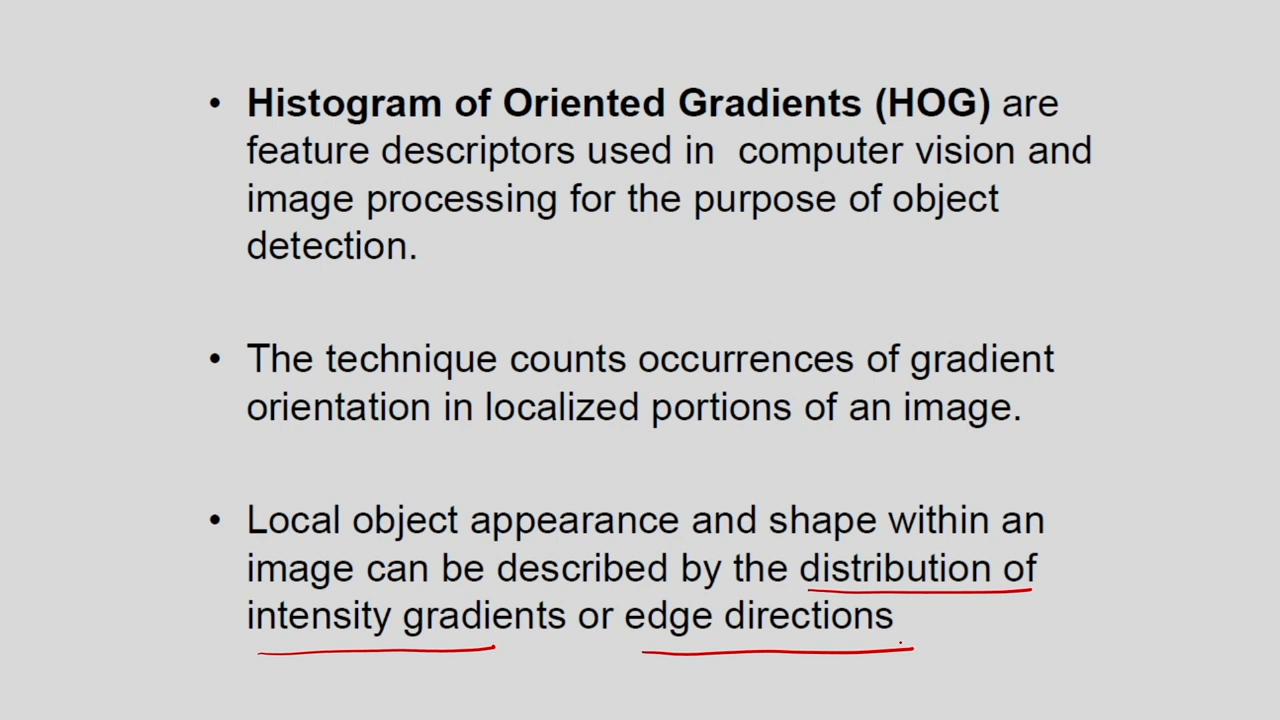 • Histogram of Oriented Gradients (HOG) are
feature descriptors used in computer vision and
image processing for the purpose of object
detection.
• The technique counts occurrences of gradient
orientation in localized portions of an image.
• Local object appearance and shape within an
image can be described by the distribution of
intensity gradients or edge directions